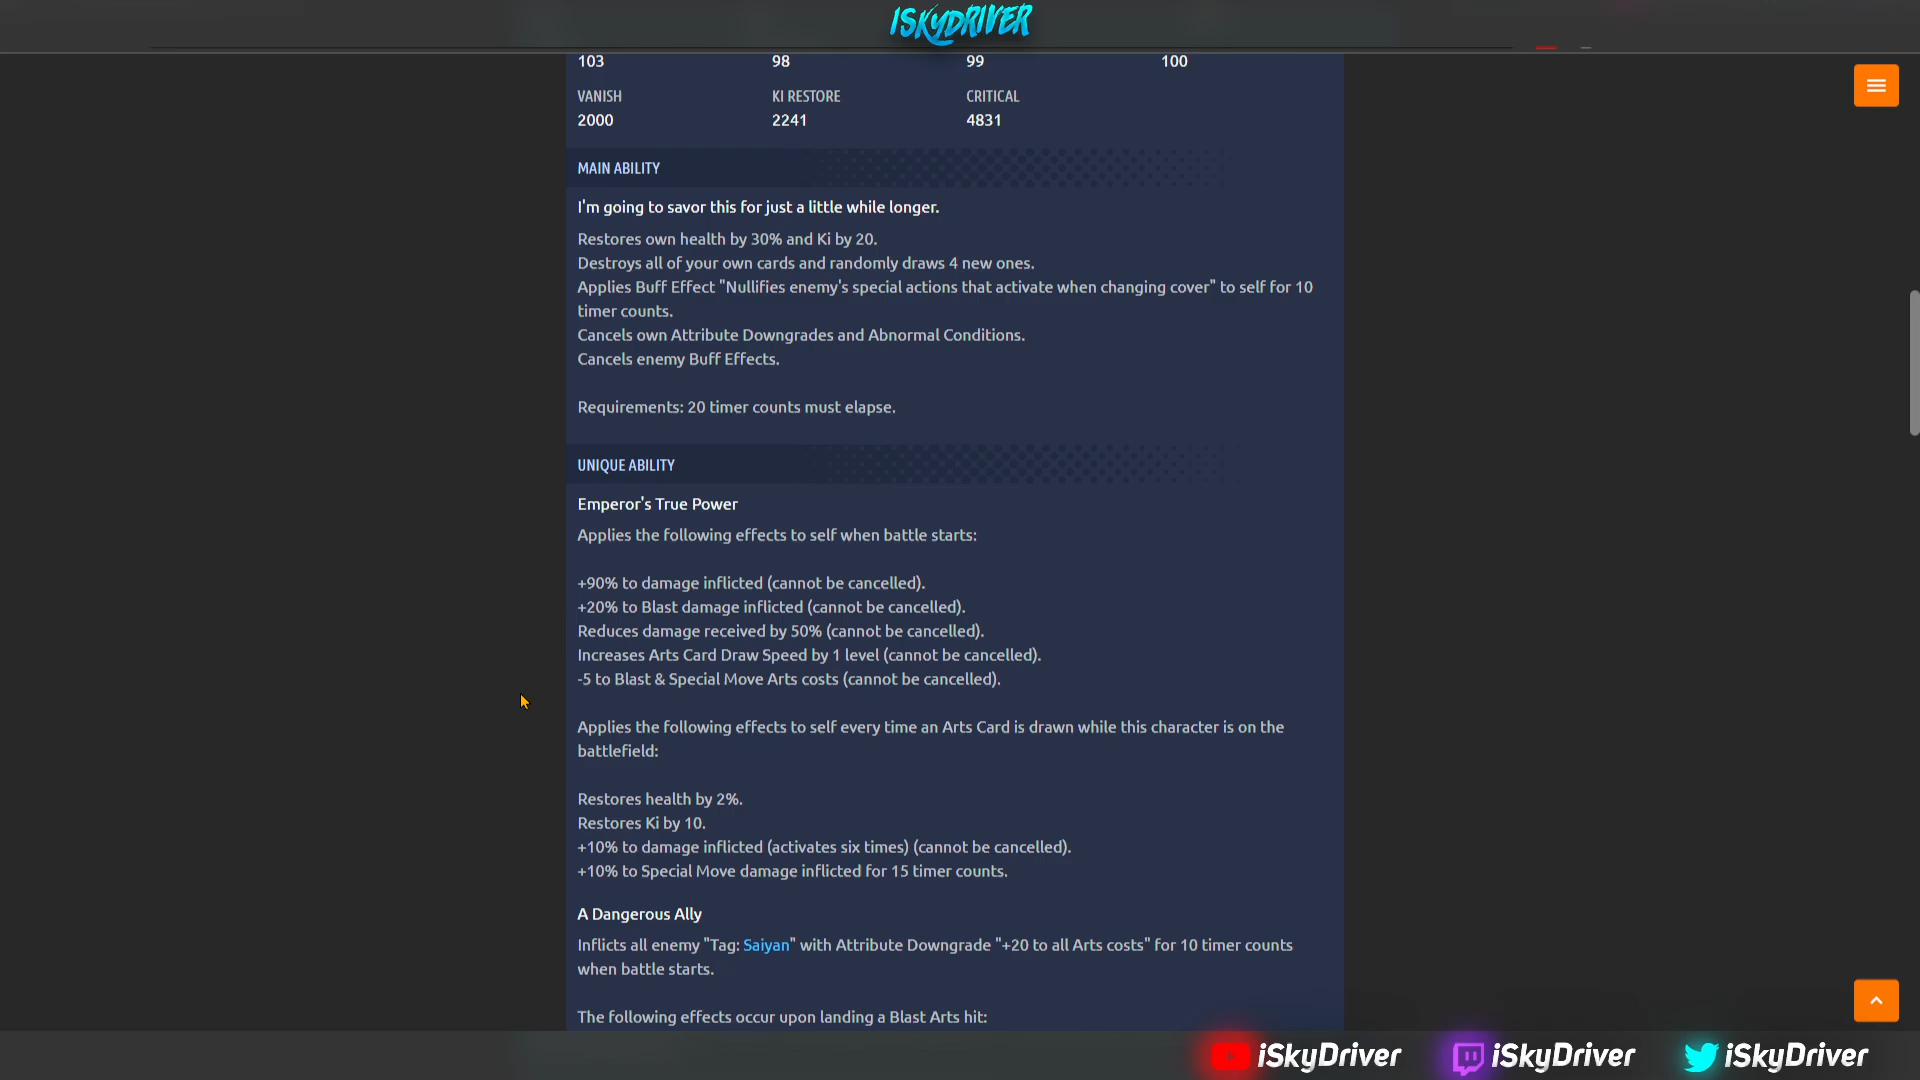 iSKYDRIVER
103 98 99 100
VANISH KI RESTORE CRITICAL
2000 2241 4831
MAIN ABILITY
I'm going to savor this for just a little while longer.
Restores own health by 30% and Ki by 20.
Destroys all of your own cards and randomly draws 4 new ones.
Applies Buff Effect "Nullifies enemy's special actions that activate when changing cover" to self for 10
timer counts.
Cancels own Attribute Downgrades and Abnormal Conditions.
Cancels enemy Buff Effects.
Requirements: 20 timer counts must elapse.
UNIQUE ABILITY
Emperor's True Power
Applies the following effects to self when battle starts:
+90% to damage inflicted (cannot be cancelled).
+20% to Blast damage inflicted (cannot be cancelled).
Reduces damage received by 50% (cannot be cancelled).
Increases Arts Card Draw Speed by 1 level (cannot be cancelled).
-5 to Blast & Special Move Arts costs (cannot be cancelled).
Applies the following effects to self every time an Arts Card is drawn while this character is on the
battlefield:
Restores health by 2%.
Restores Ki by 10.
+10% to damage inflicted (activates six times) (cannot be cancelled).
+10% to Special Move damage inflicted for 15 timer counts.
A Dangerous Ally
Inflicts all enemy "Tag: Saiyan" with Attribute Downgrade "+20 to all Arts costs" for 10 timer counts
when battle starts.
The following effects occur upon landing a Blast Arts hit:
iSkyDriver iSkyDriver iSkyDriver